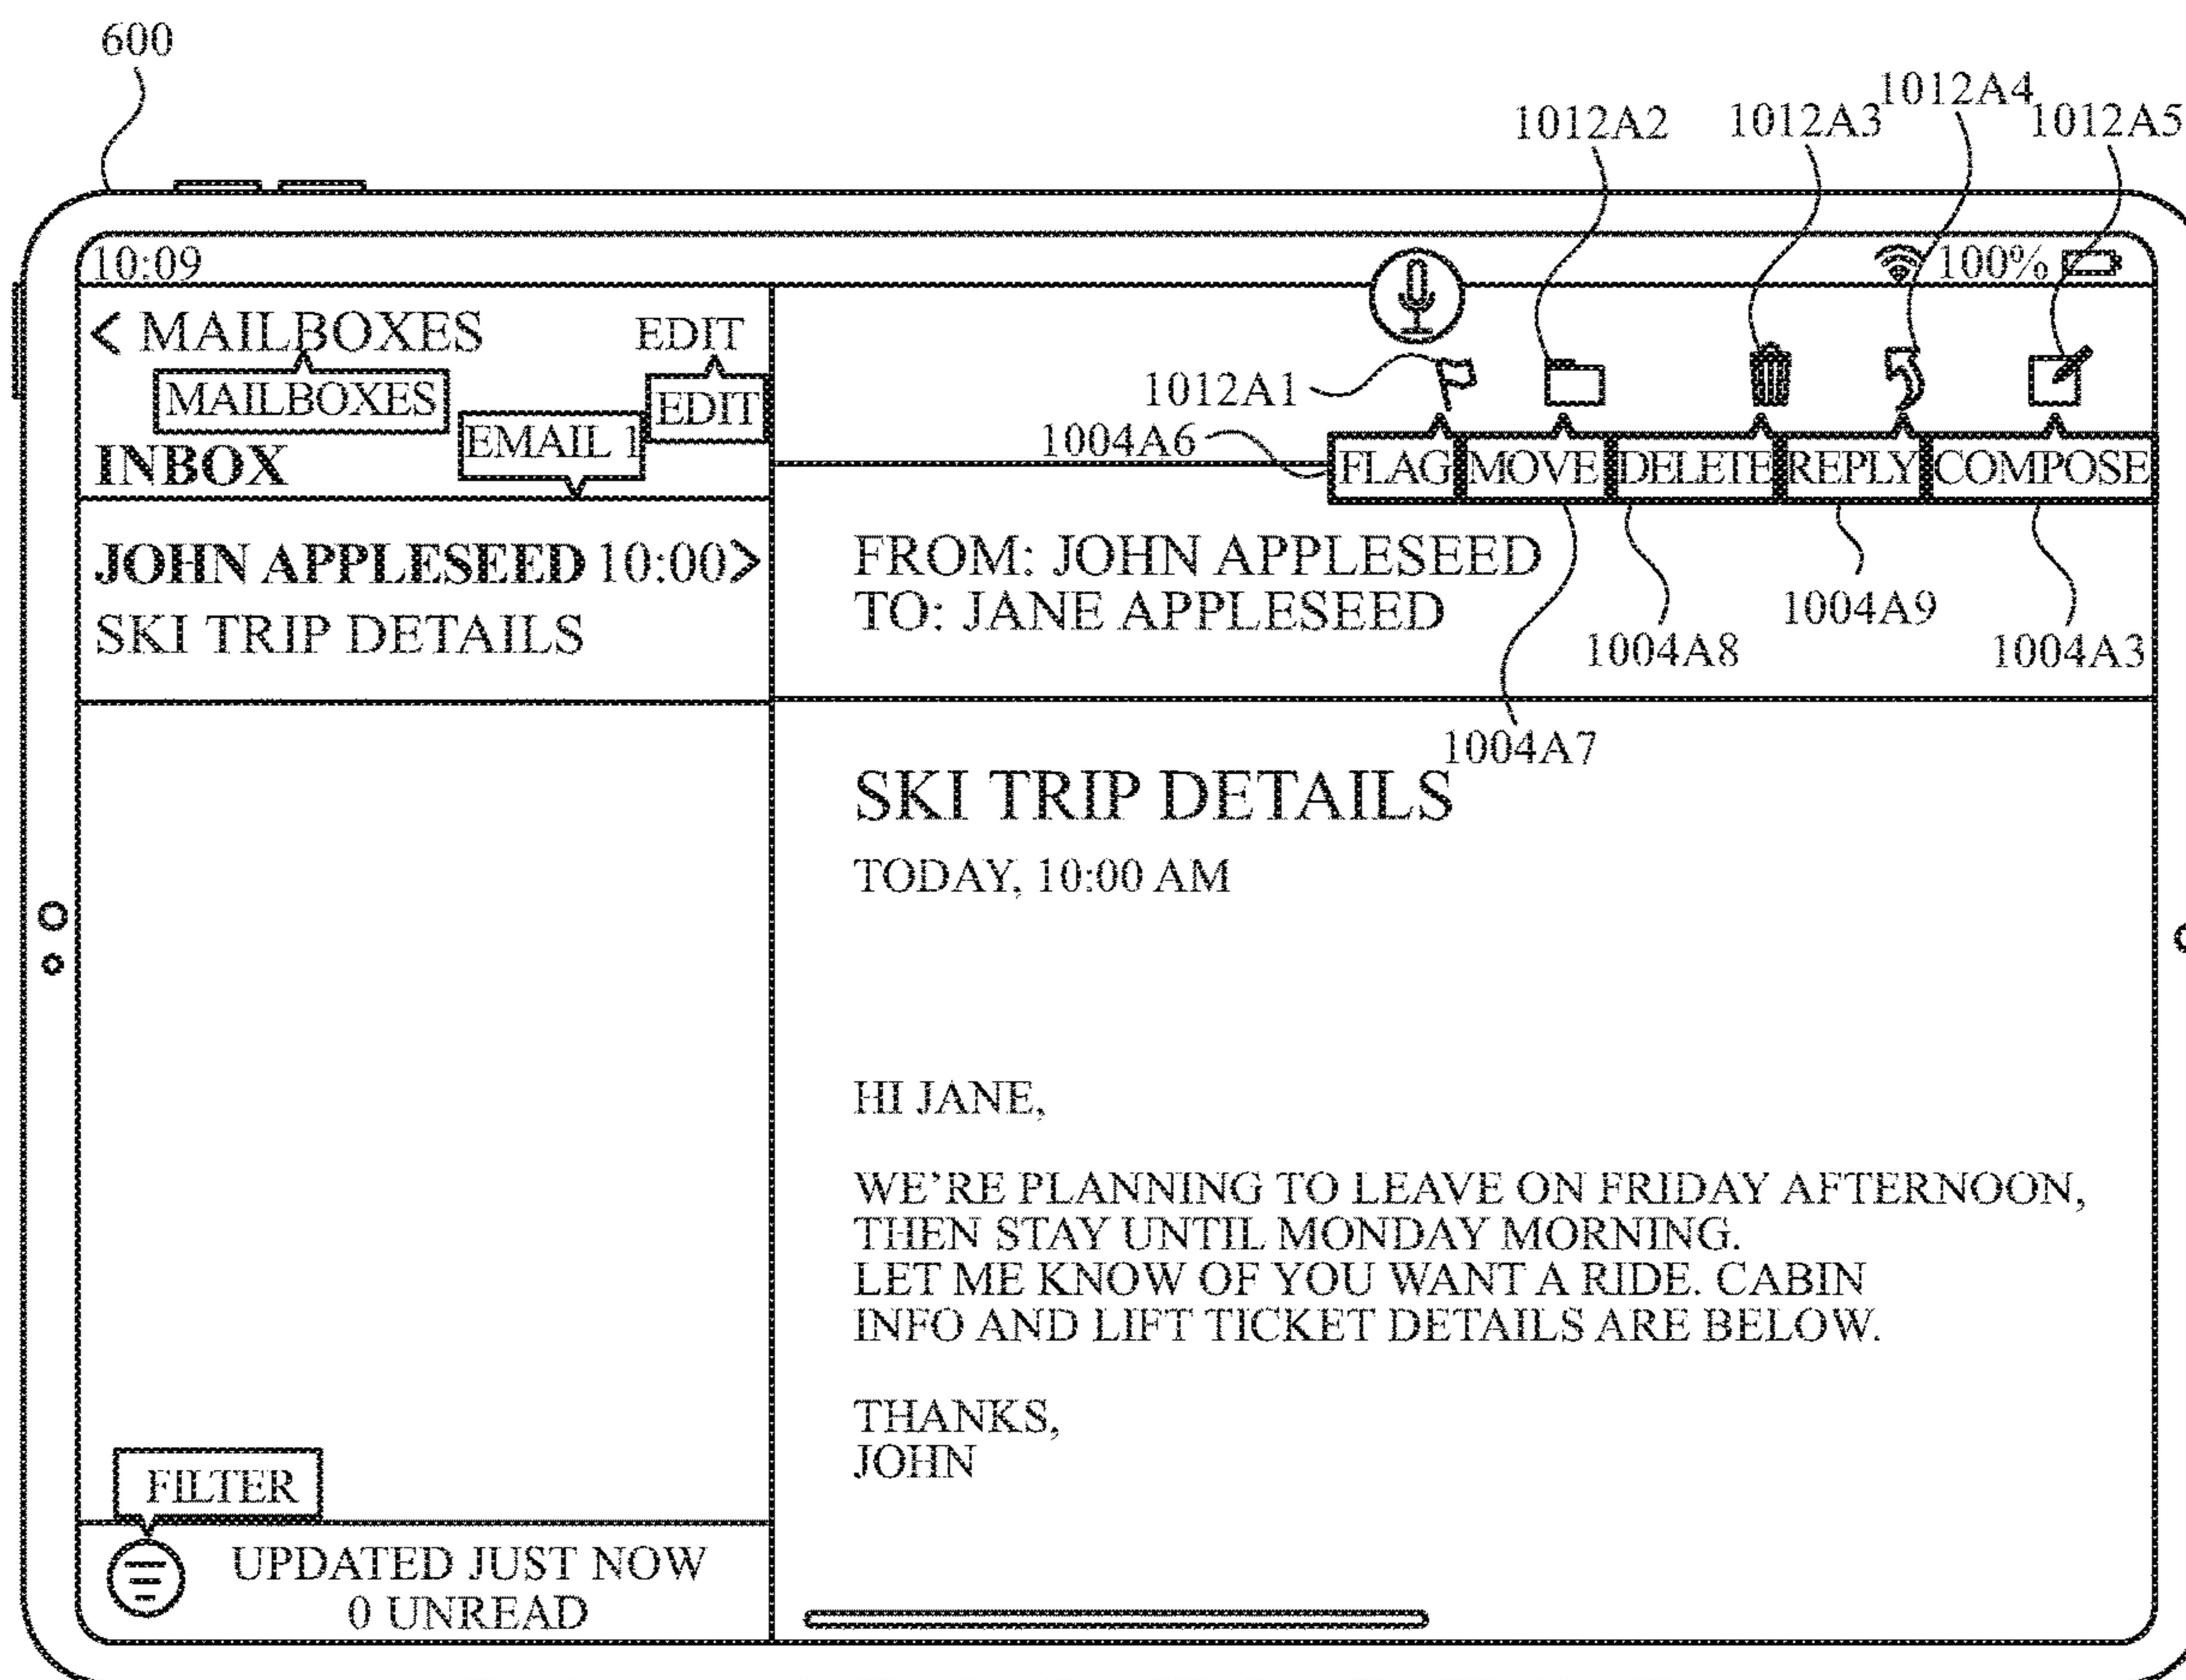 600
1012A4
1012A2 1012A3 1012A5
10:09 100%
< MAILBOXES EDIT
MAILBOXES EDIT
1012A1
EMAIL 1
INBOX
1004A6
FLAG MOVE DELETE REPLY COMPOSE
JOHN APPLESEED 10:00>
SKI TRIP DETAILS
FROM: JOHN APPLESEED
TO: JANE APPLESEED
1004A9
1004A8 1004A3
1004A7
SKI TRIP DETAILS
TODAY, 10:00 AM
HI JANE,
WE'RE PLANNING TO LEAVE ON FRIDAY AFTERNOON,
THEN STAY UNTIL MONDAY MORNING.
LET ME KNOW OF YOU WANT A RIDE. CABIN
INFO AND LIFT TICKET DETAILS ARE BELOW.
THANKS,
JOHN
FILTER
UPDATED JUST NOW
0 UNREAD